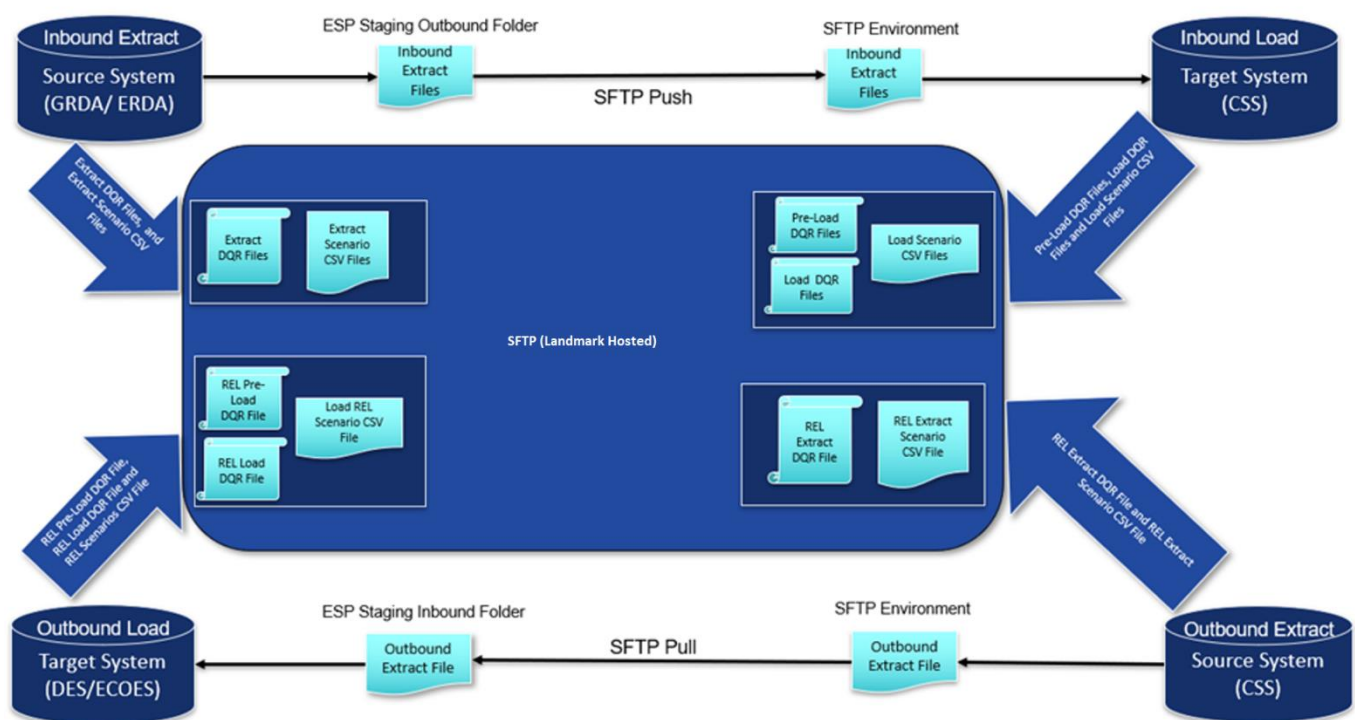 Inbound Extract
Source System
(GRDA/ ERDA)
ESP Staging Outbound Folder
Inbound
Extract
Files
SFTP Push
SFTP Environment
Inbound
Extract
Files
Inbound Load
Target System
(CSS)
Extract DQR Files, and
Extract Scenario CSV
Files
Pre-Load DQR Files, Load DQR
Files and Load Scenario CSV
Files
Extract
DQR Files
Extract
Scenario
CSV Files
Pre-Load
DQR Files
Load DQR
Files
Load Scenario
CSV Files
SFTP (Landmark Hosted)
REL Pre-
Load
DQR File
REL Load
DQR File
Load REL
Scenario CSV
File
REL
Extract
DQR File
REL Extract
Scenario
CSV File
REL Pre-Load DQR File,
REL Load DQR File and
REL Scenarios CSV File
REL Extract DQR File and REL Extract
Scenario CSV File
Outbound Load
Target System
(DES/ECOES)
ESP Staging Inbound Folder
Outbound
Extract File
SFTP Pull
SFTP Environment
Outbound
Extract File
Outbound Extract
Source System
(CSS)